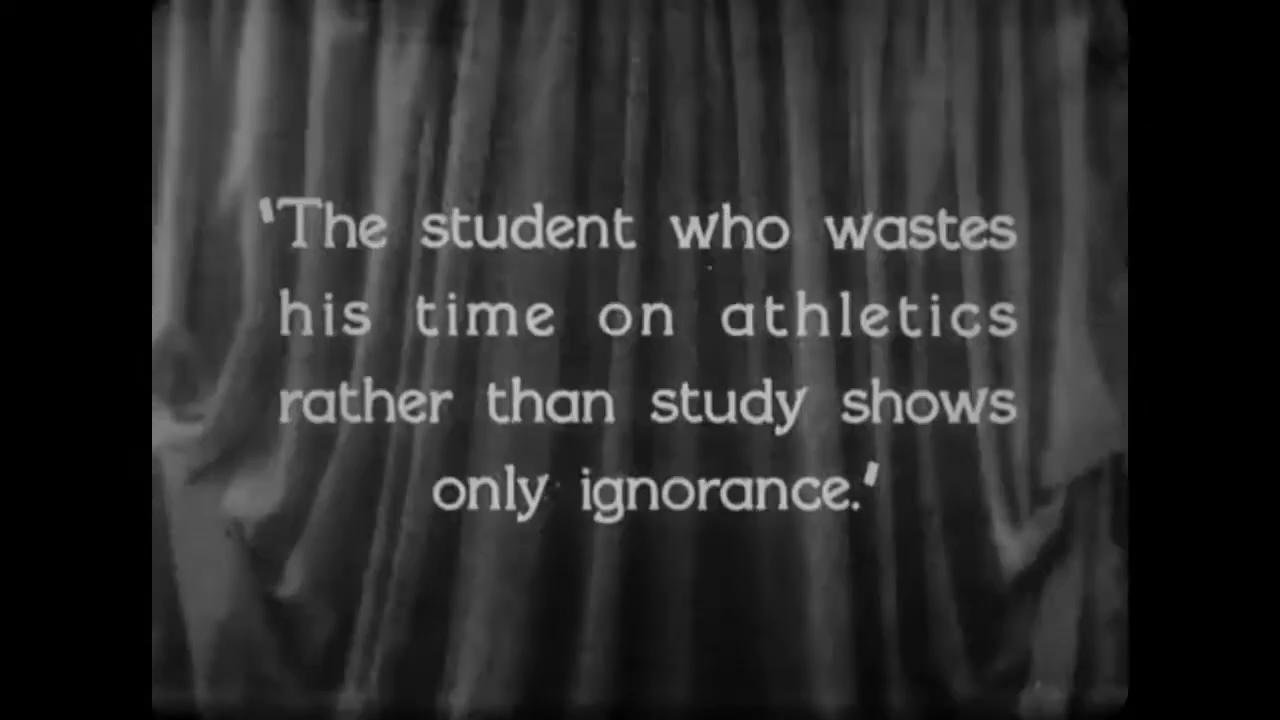 "The student who wastes
his time on athletics
rather than study shows
only ignorance."